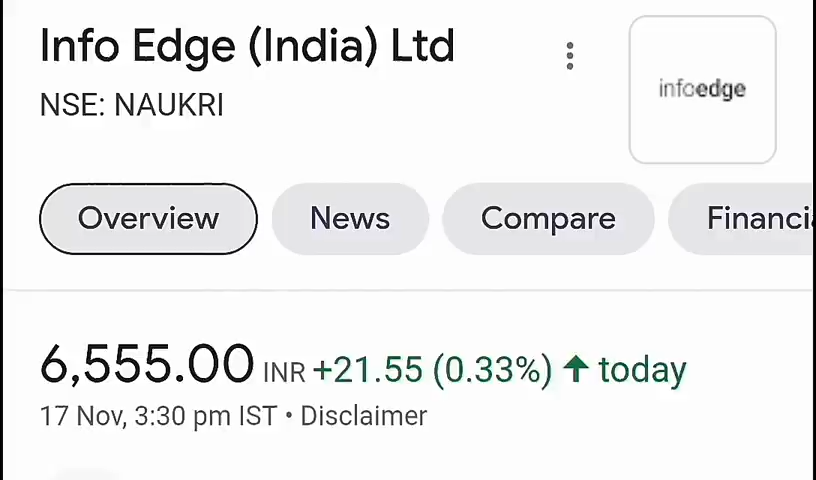 Info Edge (India) Ltd
NSE: NAUKRI
infoedge
Overview News Compare Financi
6,555.00 INR +21.55 (0.33%) ↑ today
17 Nov, 3:30 pm IST • Disclaimer